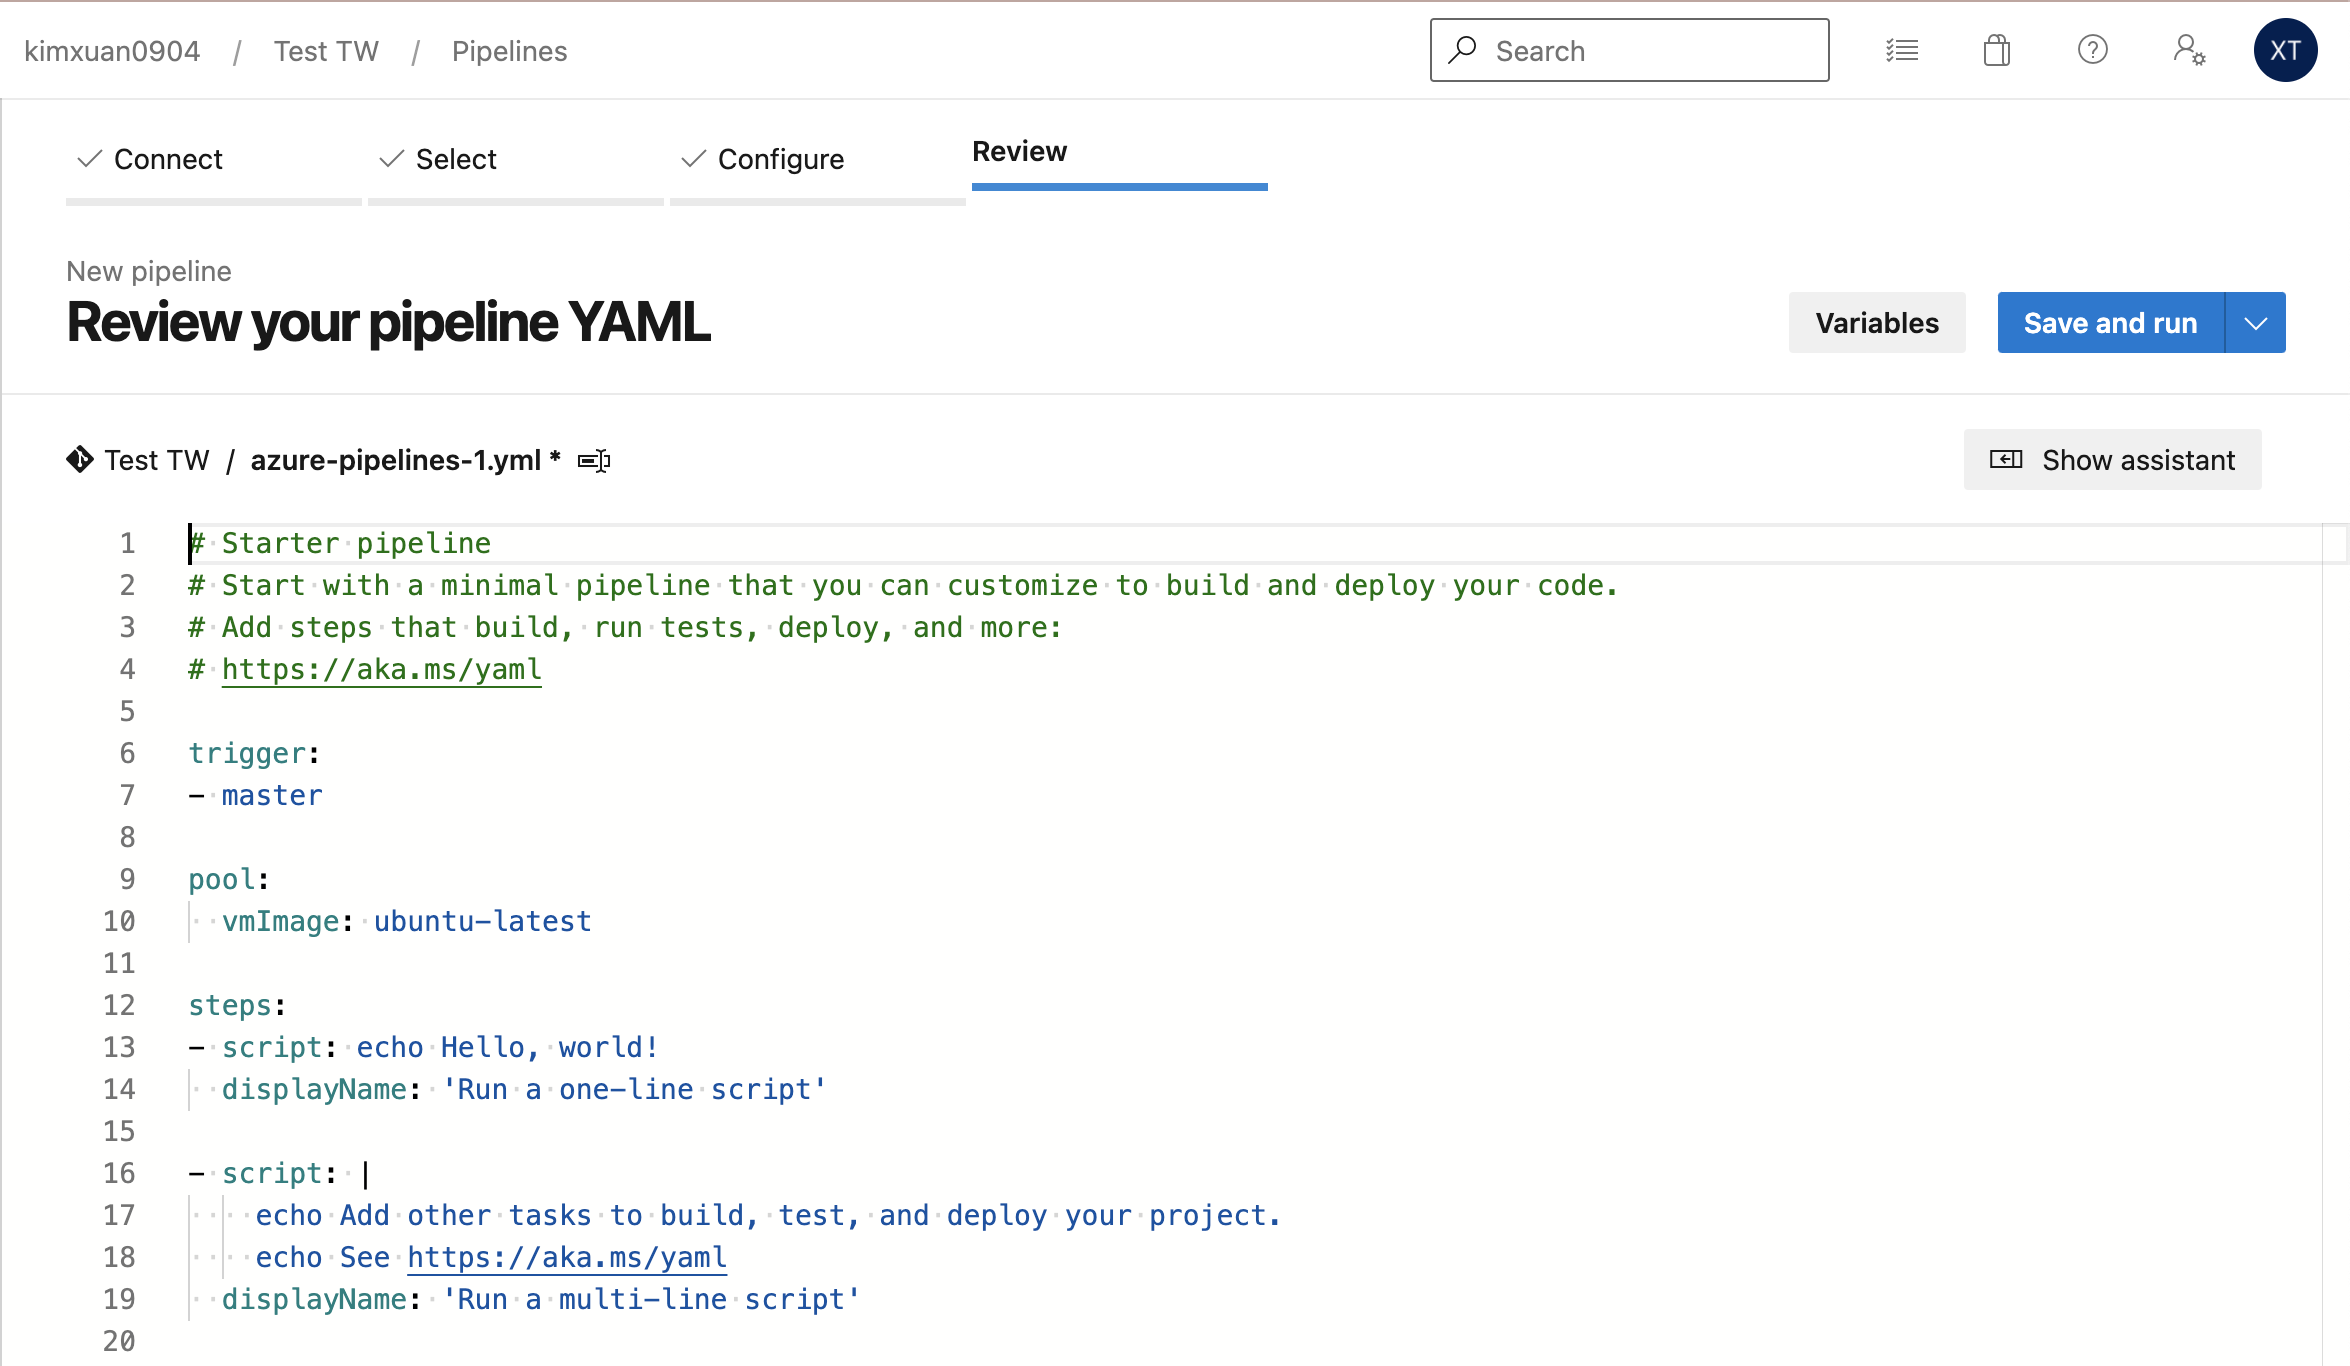 kimxuan0904 / Test TW / Pipelines
Search
XT
Connect
Select
Configure
Review
New pipeline
Review your pipeline YAML
Variables
Save and run
Test TW / azure-pipelines-1.yml *
Show assistant
1 # Starter pipeline
2 # Start with a minimal pipeline that you can customize to build and deploy your code.
3 # Add steps that build, run tests, deploy, and more:
4 # https://aka.ms/yaml
5
6 trigger:
7 - master
8
9 pool:
10   vmImage: ubuntu-latest
11
12 steps:
13 - script: echo Hello, world!
14   displayName: 'Run a one-line script'
15
16 - script: |
17     echo Add other tasks to build, test, and deploy your project.
18     echo See https://aka.ms/yaml
19   displayName: 'Run a multi-line script'
20